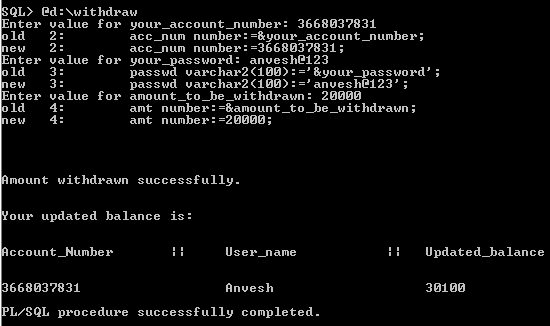 SQL> @d:\withdraw
Enter value for your_account_number: 3668037831
old   2:        acc_num number:=&your_account_number;
new   2:        acc_num number:=3668037831;
Enter value for your_password: anvesh@123
old   3:        passwd varchar2(100):='&your_password';
new   3:        passwd varchar2(100):='anvesh@123';
Enter value for amount_to_be_withdrawn: 20000
old   4:        amt number:=&amount_to_be_withdrawn;
new   4:        amt number:=20000;
Amount withdrawn successfully.
Your updated balance is:
Account_Number      ||      User_name      ||      Updated_balance
3668037831      Anvesh      30100
PL/SQL procedure successfully completed.